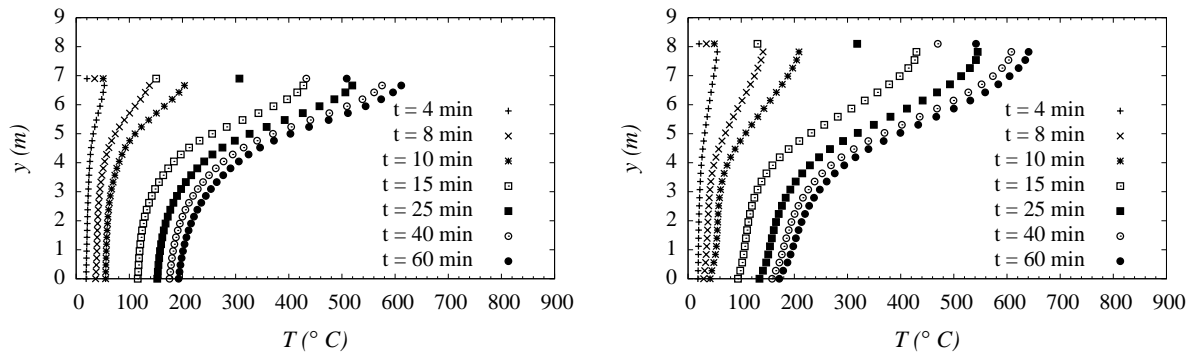 9
8
7
6
5
4
3
2
1
0
y (m)
0 100 200 300 400 500 600 700 800 900
T (° C)
t = 4 min
t = 8 min
t = 10 min
t = 15 min
t = 25 min
t = 40 min
t = 60 min
9
8
7
6
5
4
3
2
1
0
y (m)
0 100 200 300 400 500 600 700 800 900
T (° C)
t = 4 min
t = 8 min
t = 10 min
t = 15 min
t = 25 min
t = 40 min
t = 60 min